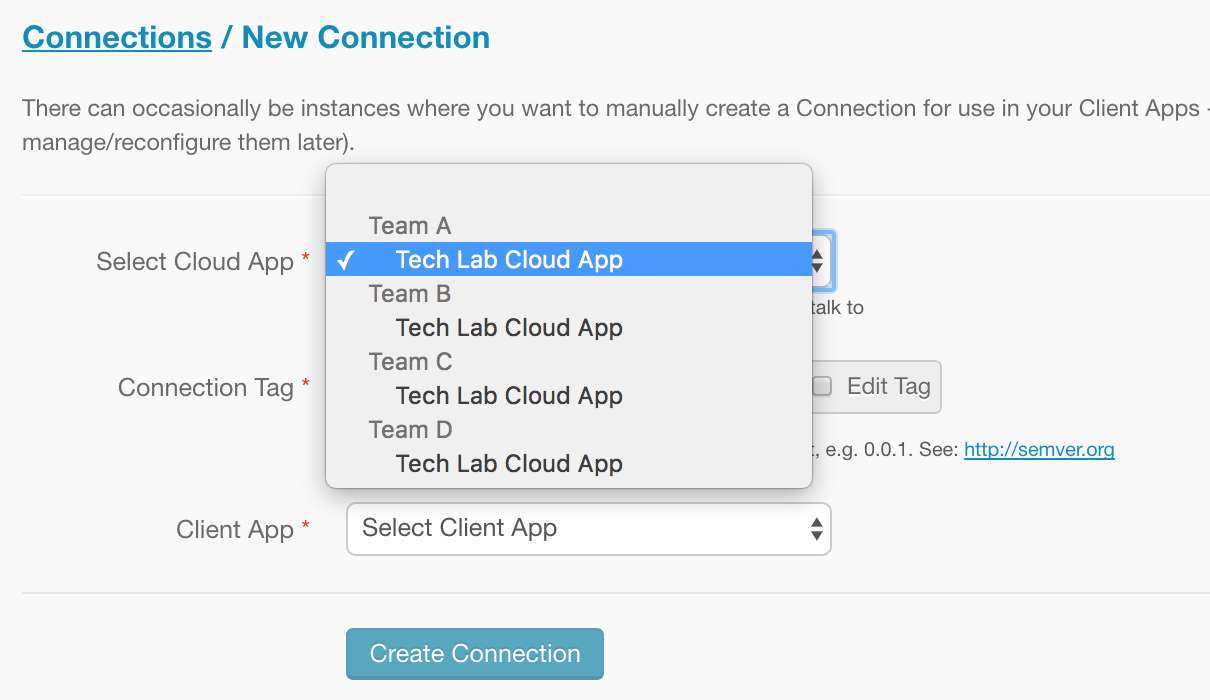 Connections / New Connection
There can occasionally be instances where you want to manually create a Connection for use in your Client Apps -
manage/reconfigure them later).
Select Cloud App *
Team A
✓ Tech Lab Cloud App
Team B
Tech Lab Cloud App
Team C
Tech Lab Cloud App
Team D
Tech Lab Cloud App
talk to
Connection Tag *
Edit Tag
, e.g. 0.0.1. See: http://semver.org
Client App *
Select Client App
Create Connection